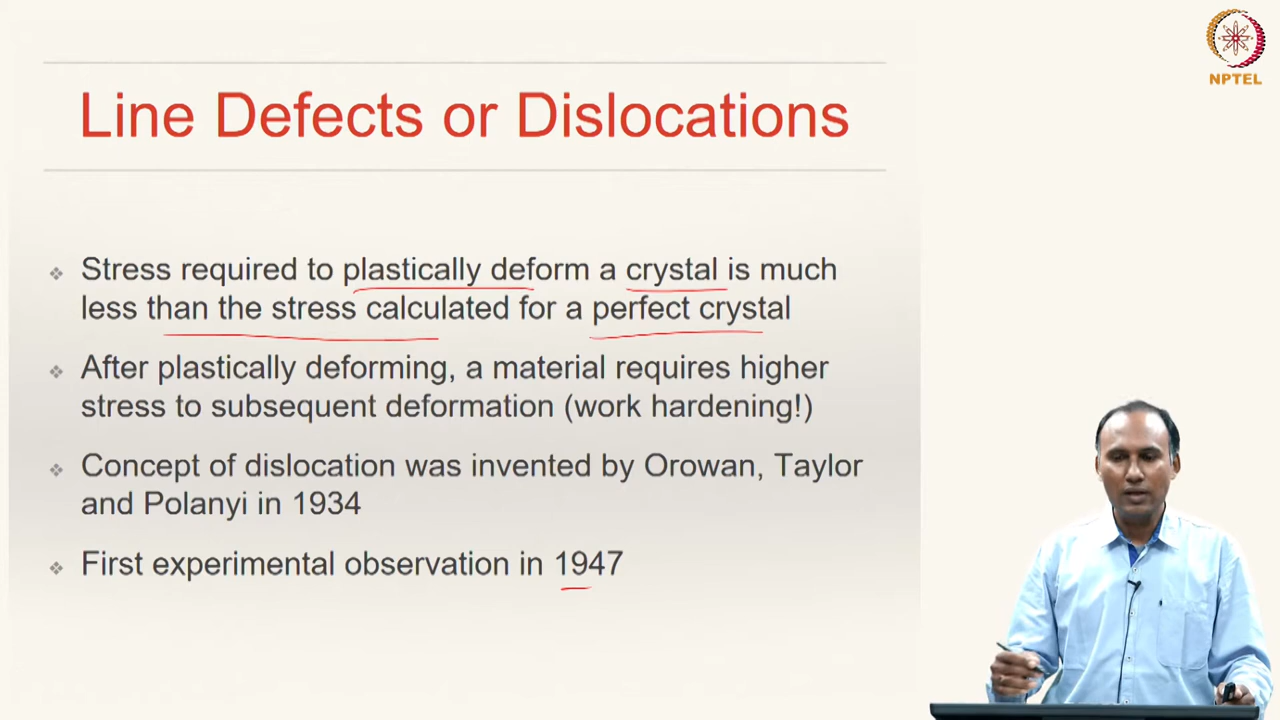 NPTEL
Line Defects or Dislocations
❖ Stress required to plastically deform a crystal is much
less than the stress calculated for a perfect crystal
❖ After plastically deforming, a material requires higher
stress to subsequent deformation (work hardening!)
❖ Concept of dislocation was invented by Orowan, Taylor
and Polanyi in 1934
❖ First experimental observation in 1947